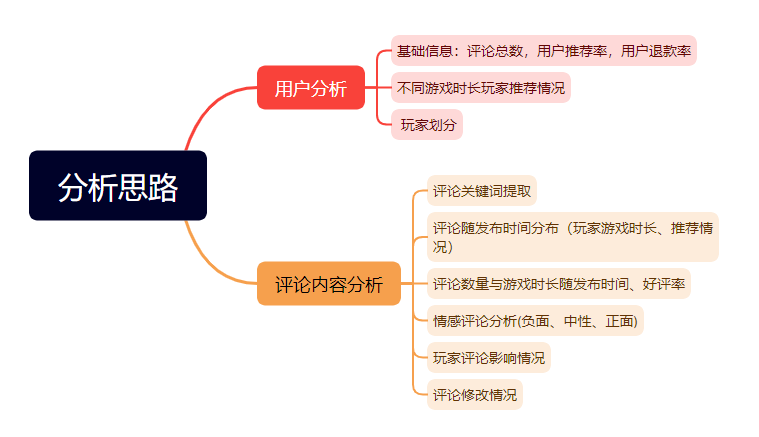 分析思路
用户分析
基础信息：评论总数，用户推荐率，用户退款率
不同游戏时长玩家推荐情况
玩家划分
评论内容分析
评论关键词提取
评论随发布时间分布（玩家游戏时长、推荐情
况）
评论数量与游戏时长随发布时间、好评率
情感评论分析(负面、中性、正面)
玩家评论影响情况
评论修改情况